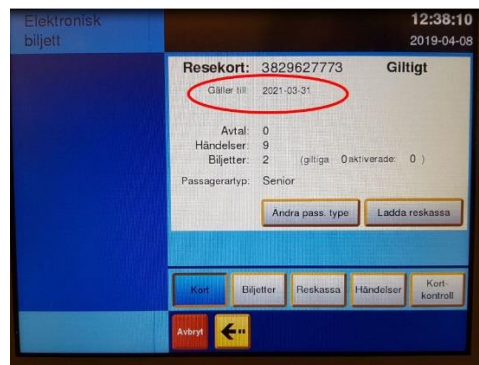 Elektronisk
biljett
12:38:10
2019-04-08
Resekort: 3829627773 Giltigt
Gäller till: 2021-03-31
Avtal: 0
Händelser: 9
Biljetter: 2 (giltiga 0 aktiverade: 0 )
Passagerartyp: Senior
Ändra pass. type Ladda reskassa
Kort Biljetter Reskassa Händelser Kort-
kontroll
Avbryt